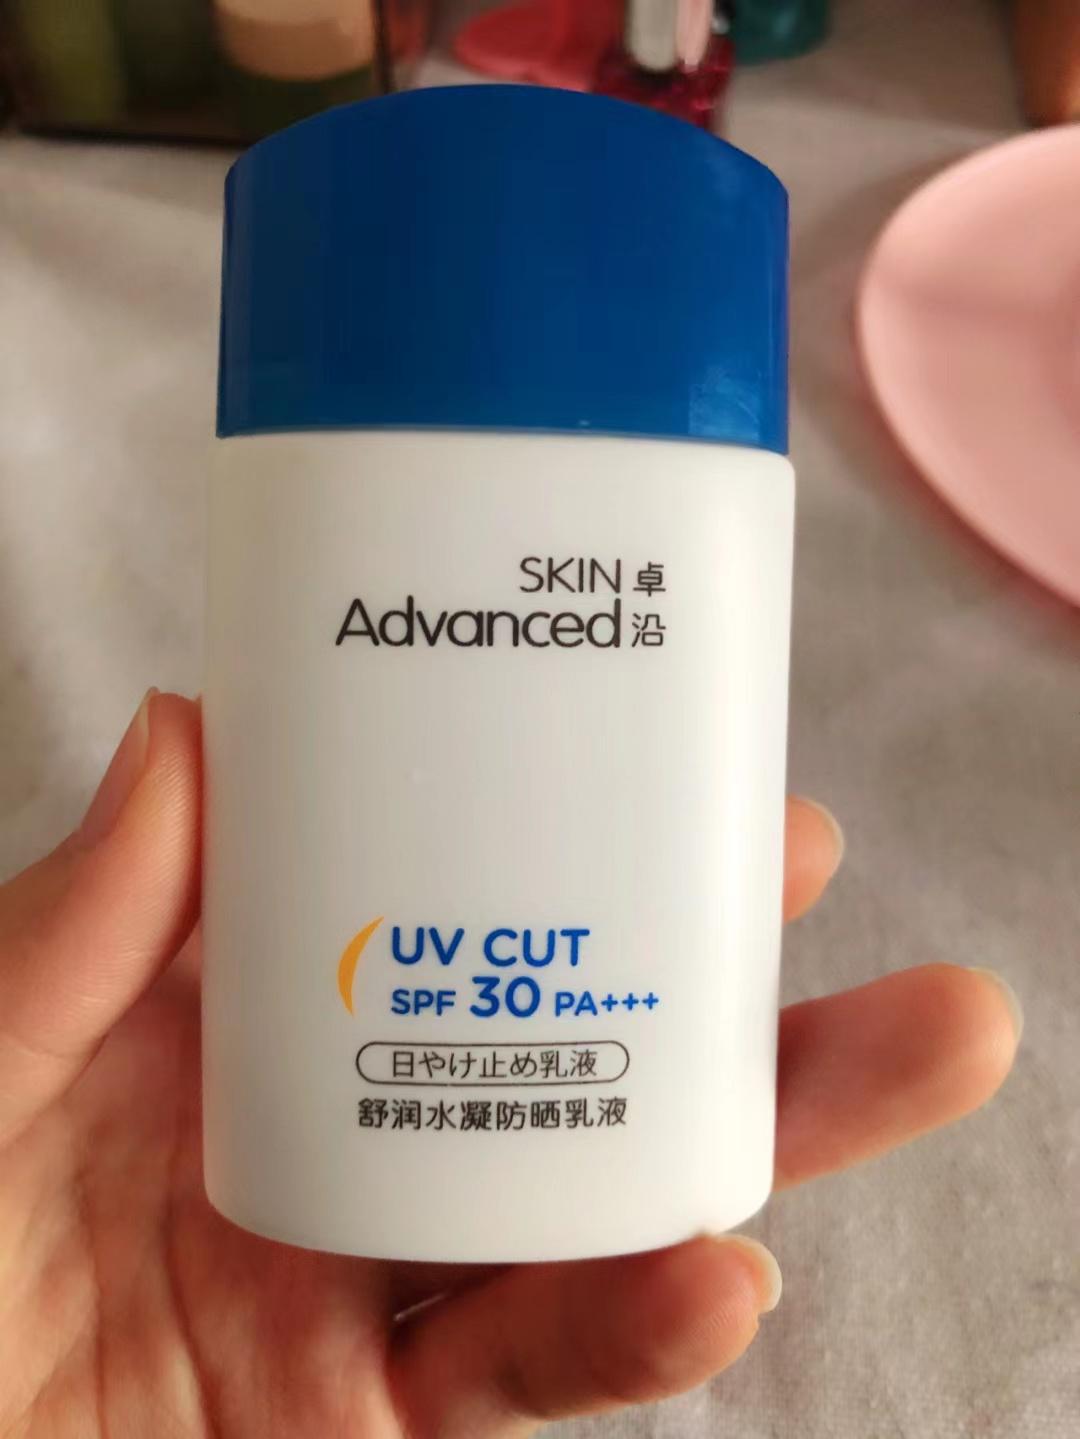 SKIN 卓
Advanced 沿
UV CUT
SPF 30 PA+++
日やけ止め乳液
舒润水凝防晒乳液